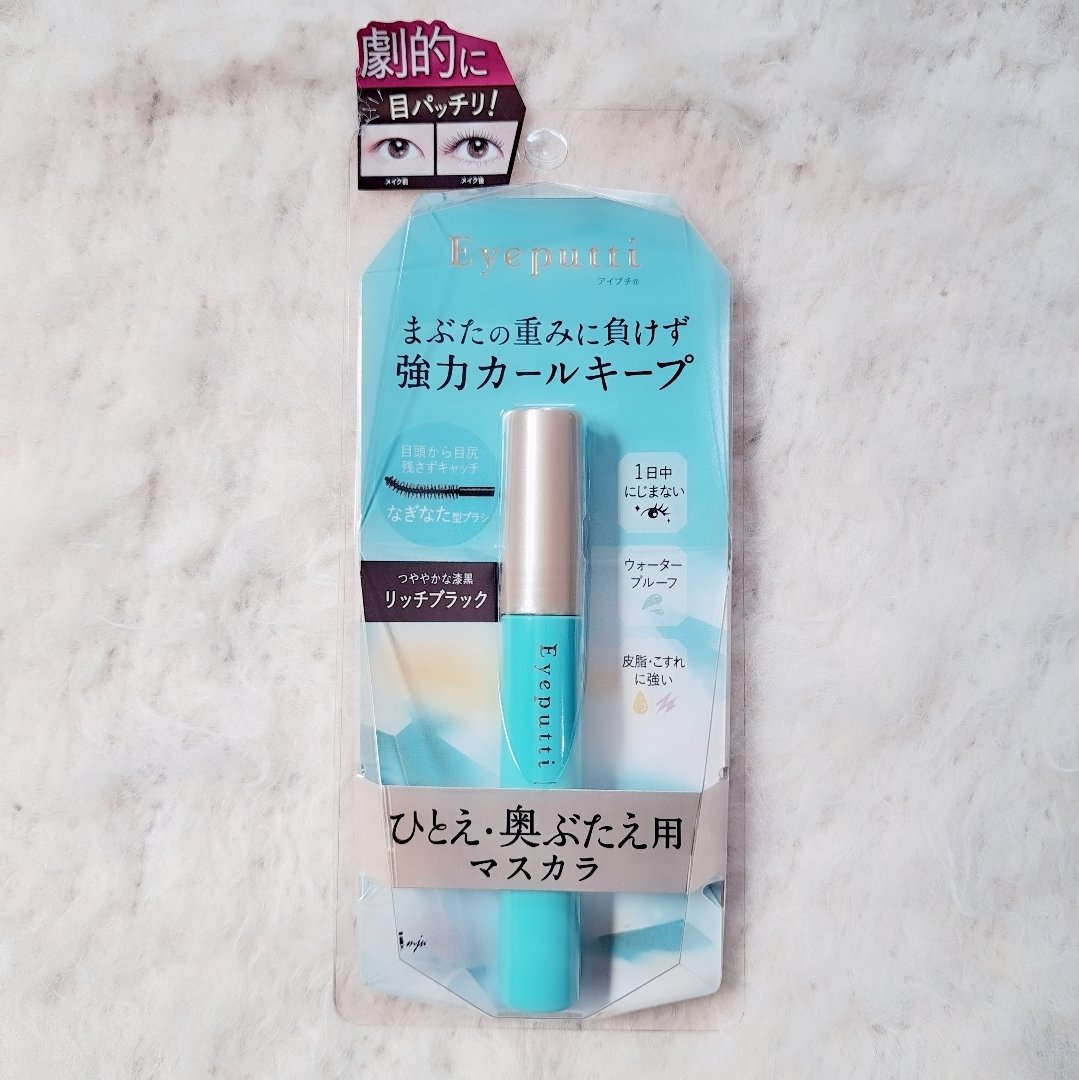 劇的に
目パッチリ!
メイク前
メイク後
Eyeputti
アイプチ®
まぶたの重みに負けず
強力カールキープ
目頭から目尻
残さずキャッチ
なぎなた型ブラシ
つややかな漆黒
リッチブラック
1日中
にじまない
ウォーター
プルーフ
皮脂・こすれ
に強い
Eyeputti
ひとえ・奥ぶたえ用
マスカラ
imju